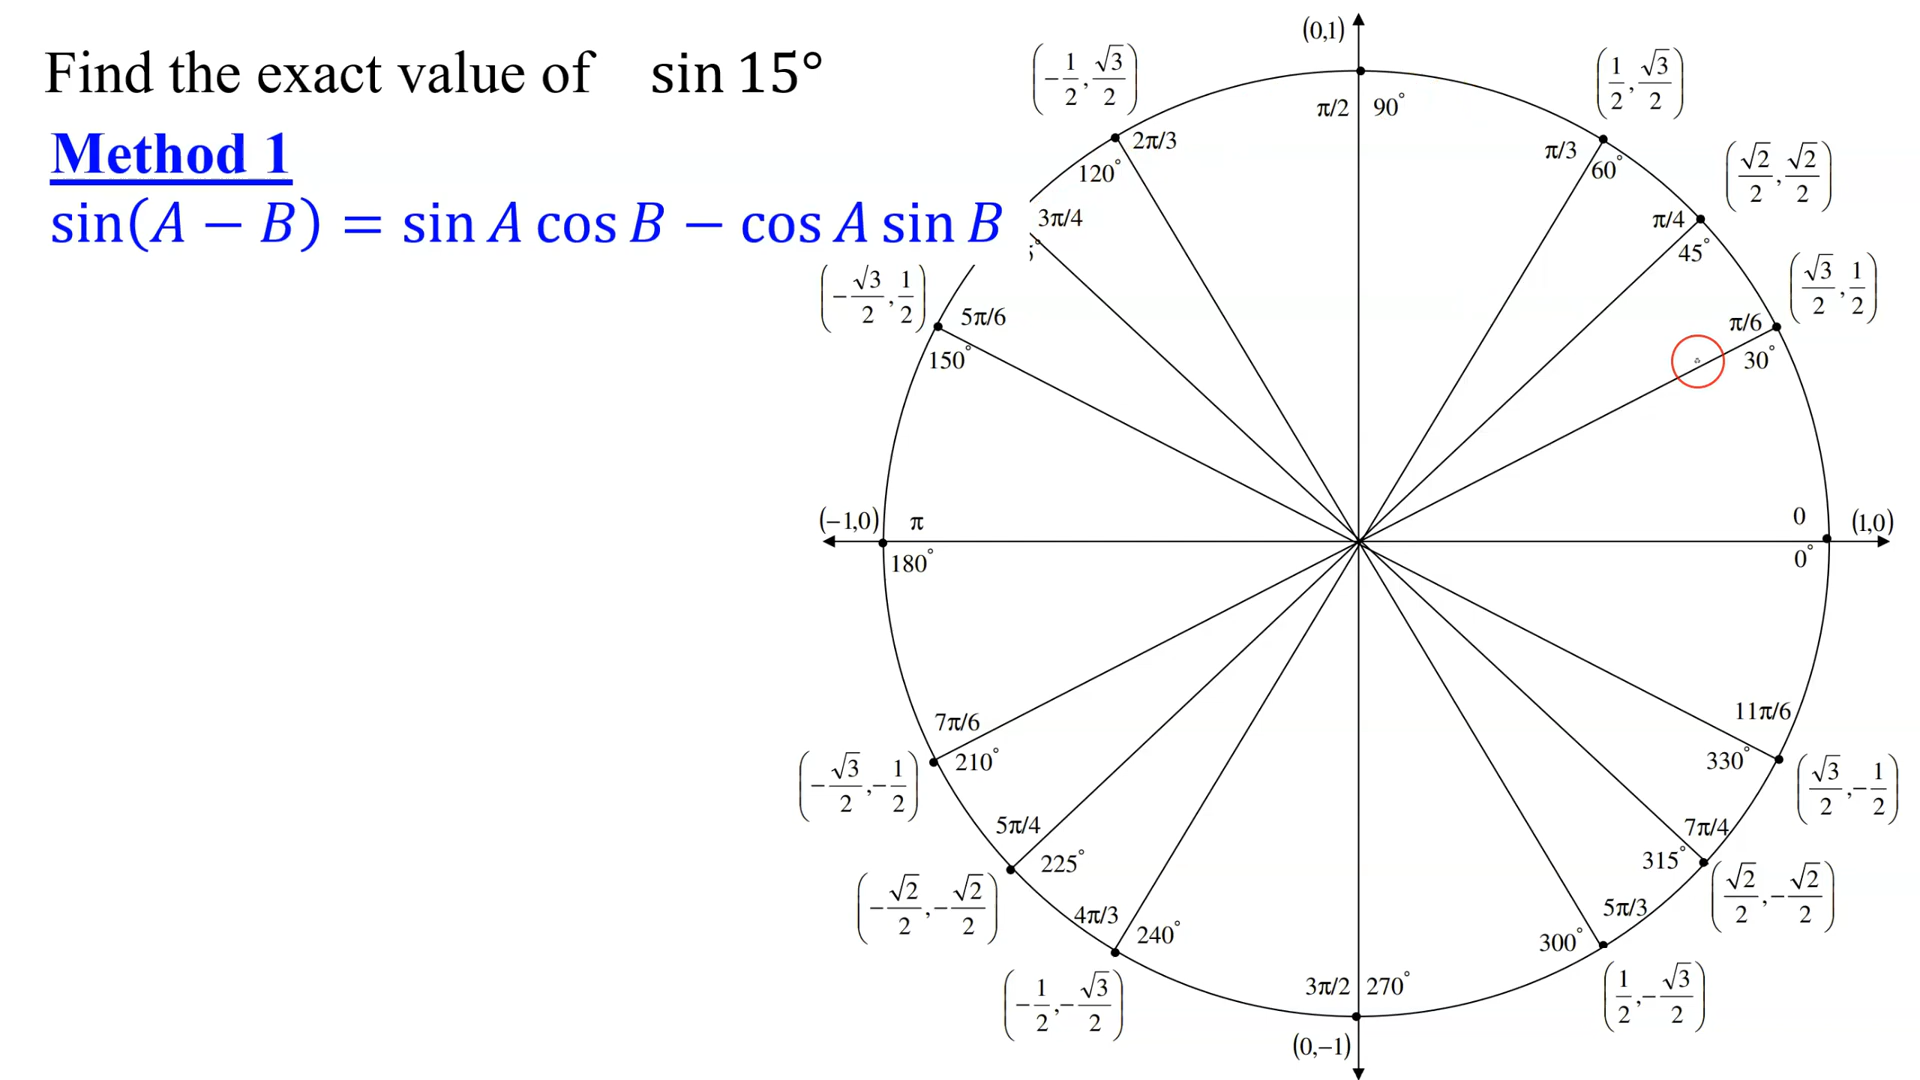 Find the exact value of sin 15°
Method 1
sin(A − B) = sin A cos B − cos A sin B
(0,1)
(−1/2, √3/2)
(1/2, √3/2)
π/2 90°
2π/3
120°
π/3
60°
(√2/2, √2/2)
3π/4
π/4
45°
(−√3/2, 1/2)
(√3/2, 1/2)
5π/6
150°
π/6
30°
(−1,0) π
180°
0 (1,0)
0°
7π/6
210°
(−√3/2, −1/2)
11π/6
330°
(√3/2, −1/2)
5π/4
225°
(−√2/2, −√2/2)
7π/4
315°
(√2/2, −√2/2)
4π/3
240°
(−1/2, −√3/2)
5π/3
300°
(1/2, −√3/2)
3π/2 270°
(0,−1)